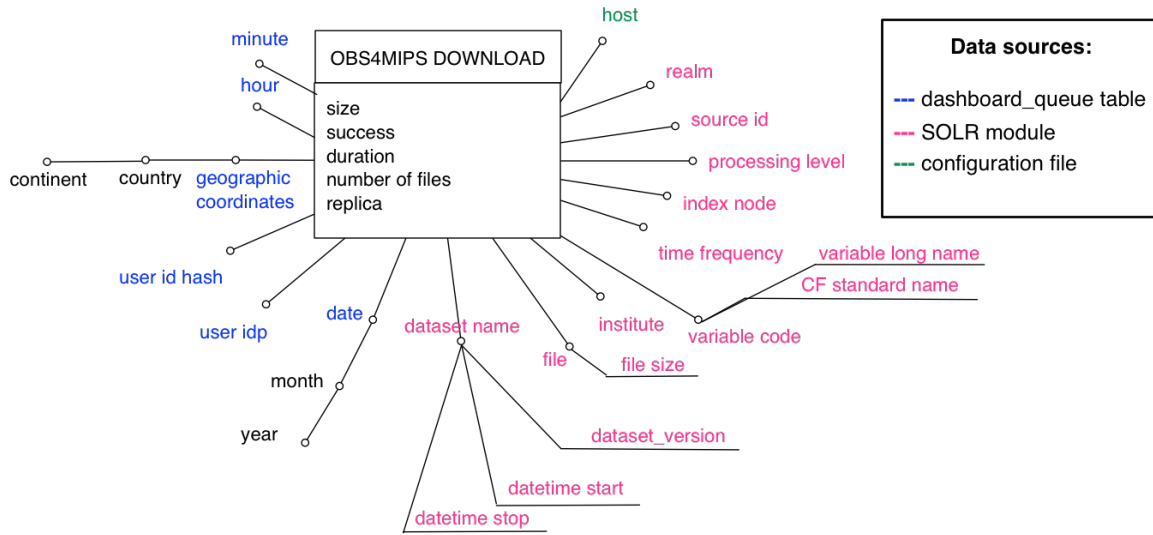 host
minute
OBS4MIPS DOWNLOAD
Data sources:
hour
realm
size
dashboard_queue table
success
source id
SOLR module
duration
processing level
configuration file
continent
country
geographic
coordinates
number of files
replica
index node
user id hash
time frequency
variable long name
CF standard name
user idp
date
dataset name
institute
variable code
file
file size
month
year
dataset_version
datetime start
datetime stop